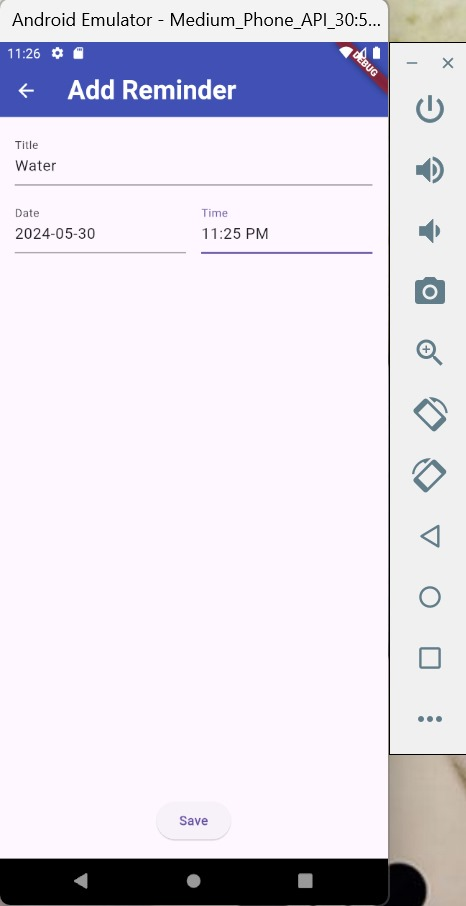 Android Emulator - Medium_Phone_API_30:5...
11:26
DEBUG
Add Reminder
Title
Water
Date
Time
2024-05-30
11:25 PM
Save